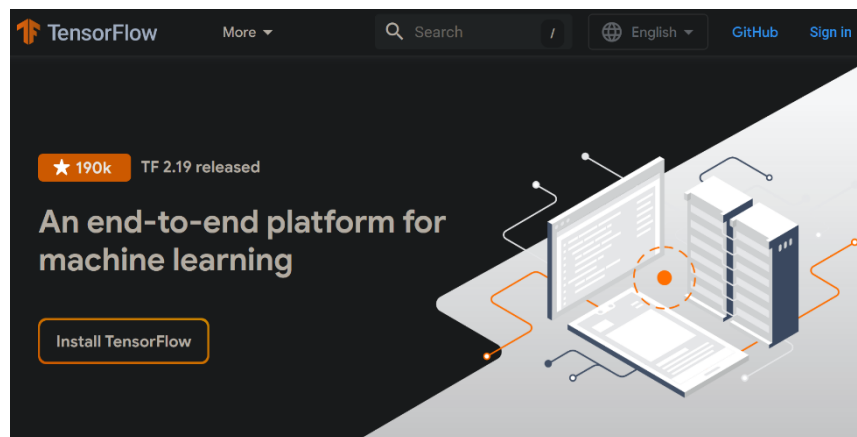 TensorFlow More Search / English GitHub Sign in
190k TF 2.19 released
An end-to-end platform for
machine learning
Install TensorFlow